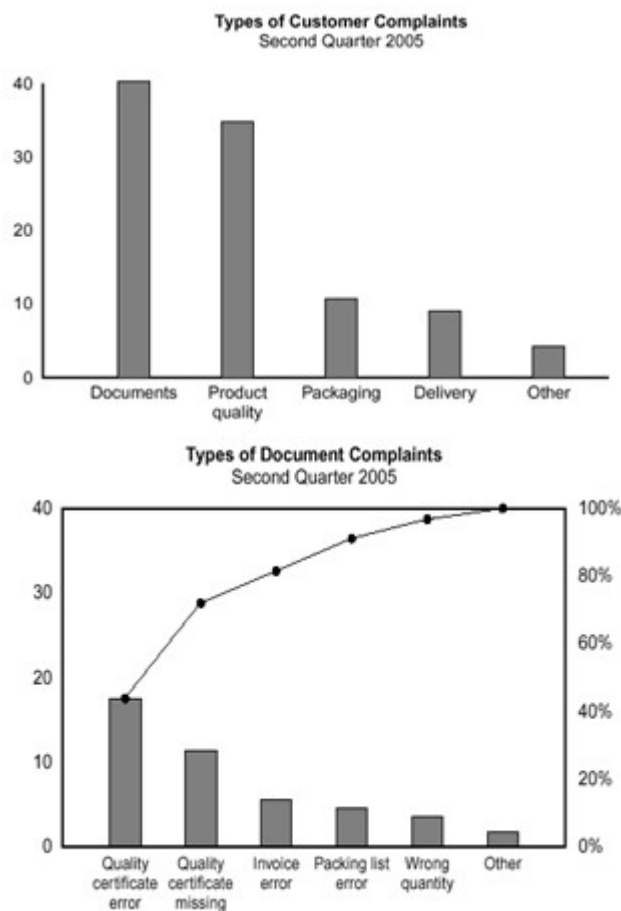 Types of Customer Complaints
Second Quarter 2005
40
30
20
10
0
Documents
Product
quality
Packaging
Delivery
Other
Types of Document Complaints
Second Quarter 2005
40
30
20
10
0
100%
80%
60%
40%
20%
0%
Quality
certificate
error
Quality
certificate
missing
Invoice
error
Packing list
error
Wrong
quantity
Other